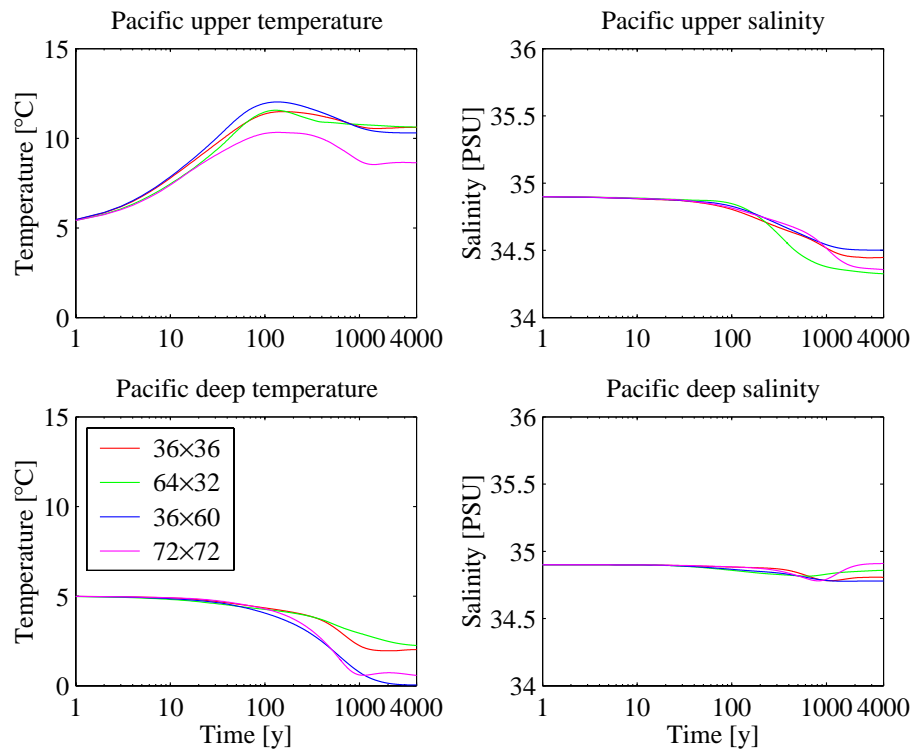 Pacific upper temperature
Pacific upper salinity
Temperature [°C]
15
10
5
0
1 10 100 1000 4000
Salinity [PSU]
36
35.5
35
34.5
34
1 10 100 1000 4000
Pacific deep temperature
Pacific deep salinity
Temperature [°C]
15
10
5
0
36×36
64×32
36×60
72×72
1 10 100 1000 4000
Time [y]
Salinity [PSU]
36
35.5
35
34.5
34
1 10 100 1000 4000
Time [y]